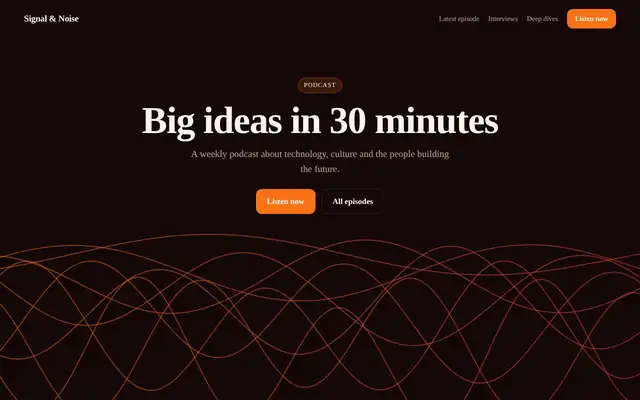 Signal & Noise
Latest episode
Interviews
Deep dives
Listen now
PODCAST
Big ideas in 30 minutes
A weekly podcast about technology, culture and the people building
the future.
Listen now
All episodes